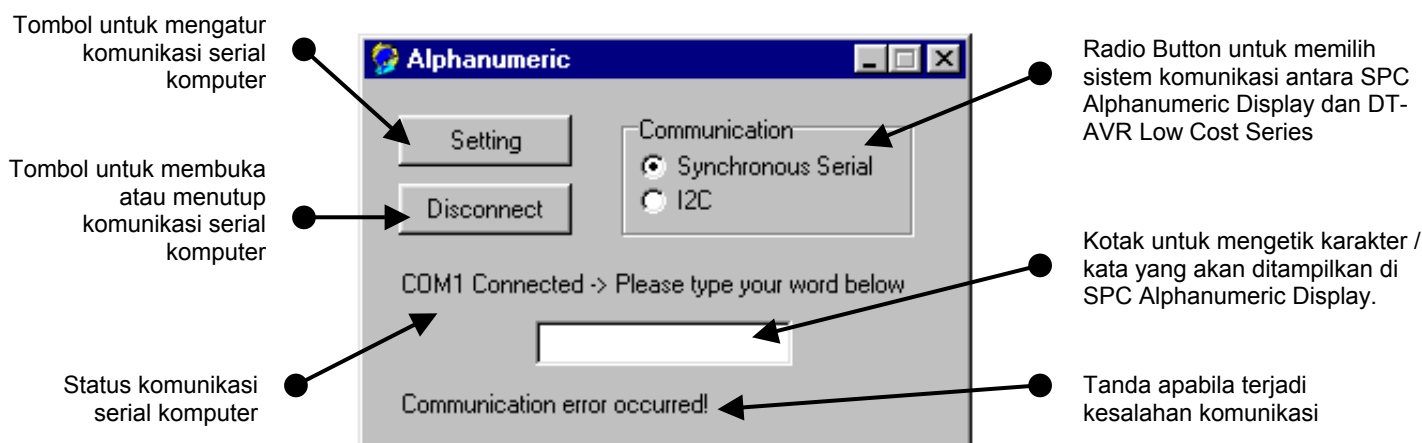 Tombol untuk mengatur
komunikasi serial
komputer
Tombol untuk membuka
atau menutup
komunikasi serial
komputer
Status komunikasi
serial komputer
Alphanumeric
Setting
Disconnect
Communication
Synchronous Serial
I2C
COM1 Connected -> Please type your word below
Communication error occurred!
Radio Button untuk memilih
sistem komunikasi antara SPC
Alphanumeric Display dan DT-
AVR Low Cost Series
Kotak untuk mengetik karakter /
kata yang akan ditampilkan di
SPC Alphanumeric Display.
Tanda apabila terjadi
kesalahan komunikasi